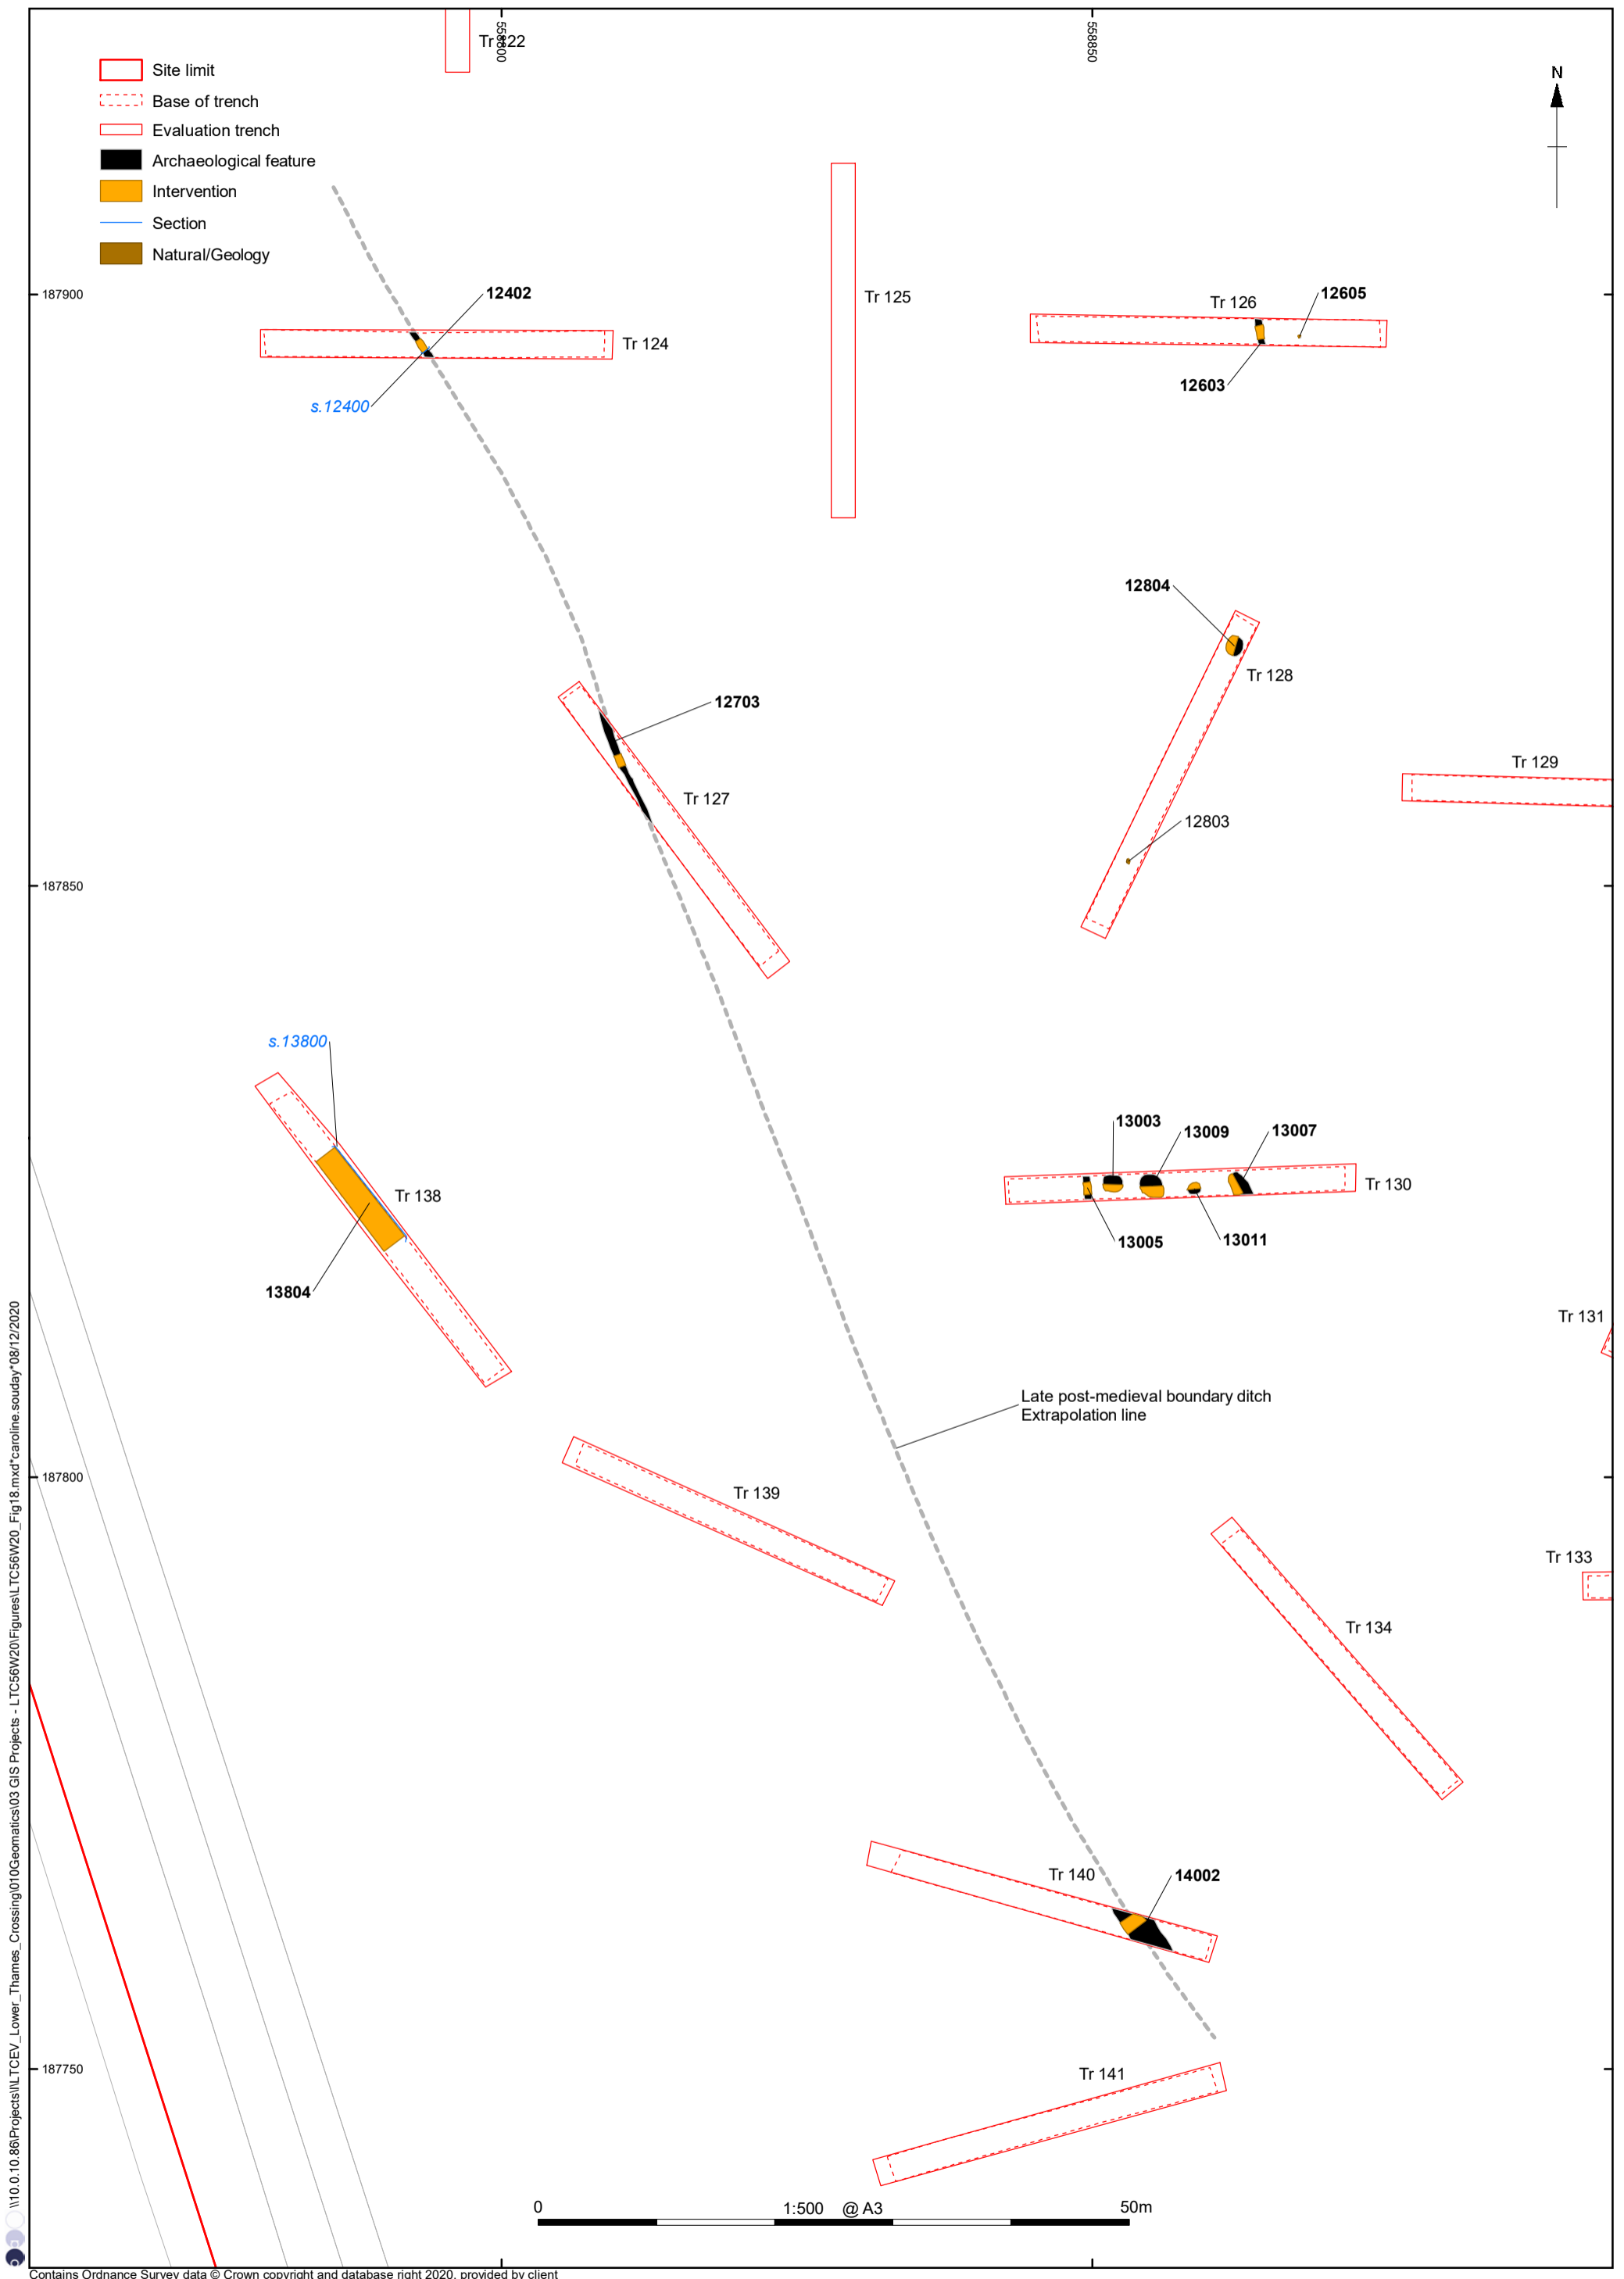 558800
558850
Tr 122
N
Site limit
Base of trench
Evaluation trench
Archaeological feature
Intervention
Section
Natural/Geology
187900
12402
Tr 124
s.12400
Tr 125
Tr 126
12605
12603
12804
Tr 128
12703
Tr 127
Tr 129
12803
187850
s.13800
Tr 138
13804
13003
13009
13007
Tr 130
13005
13011
Tr 131
Late post-medieval boundary ditch
Extrapolation line
187800
Tr 139
Tr 133
Tr 134
Tr 140
14002
187750
Tr 141
0 1:500 @ A3 50m
\\10.0.10.86\Projects\l\LTCEV_Lower_Thames_Crossing\010Geomatics\03 GIS Projects - LTC56W20\Figures\LTC56W20_Fig18.mxd*caroline.souday*08/12/2020
Contains Ordnance Survey data © Crown copyright and database right 2020, provided by client